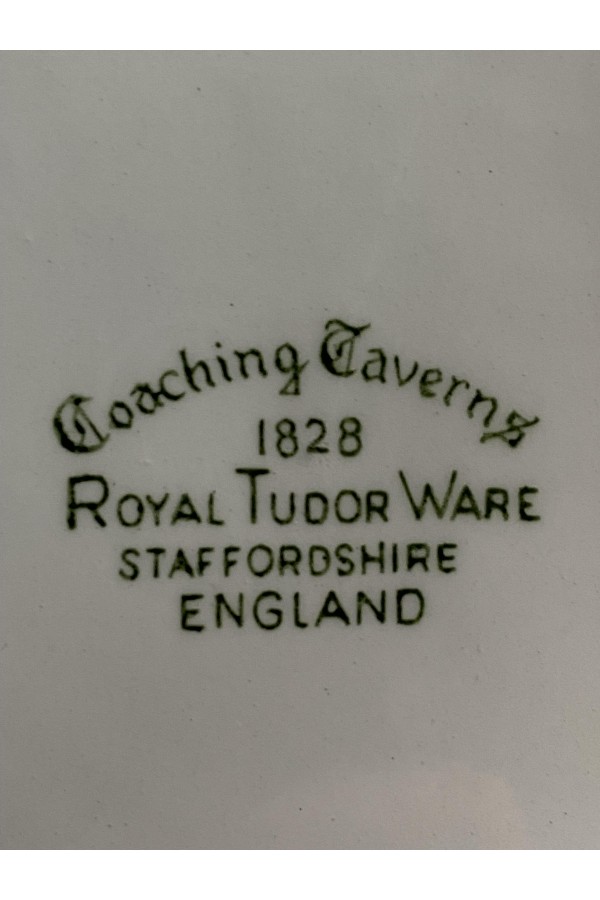 Coaching Taverns
1828
ROYAL TUDOR WARE
STAFFORDSHIRE
ENGLAND